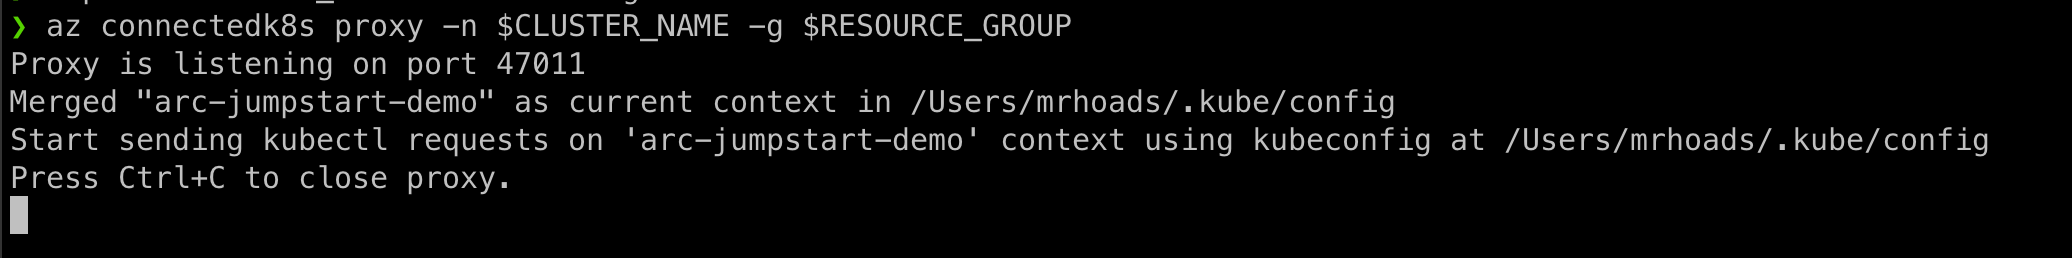 ❯ az connectedk8s proxy -n $CLUSTER_NAME -g $RESOURCE_GROUP
Proxy is listening on port 47011
Merged "arc-jumpstart-demo" as current context in /Users/mrhoads/.kube/config
Start sending kubectl requests on 'arc-jumpstart-demo' context using kubeconfig at /Users/mrhoads/.kube/config
Press Ctrl+C to close proxy.